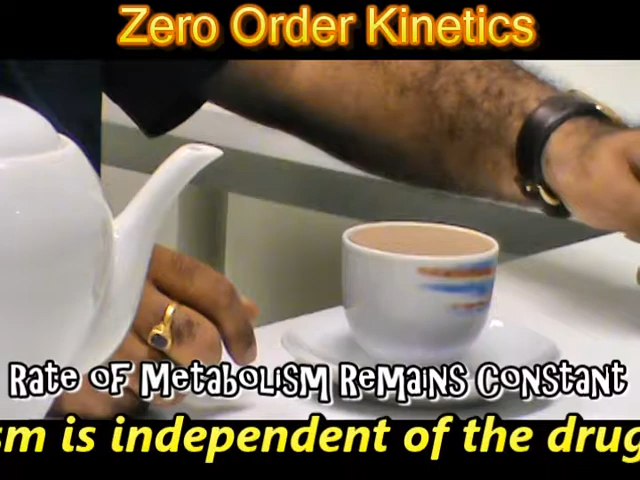 Zero Order Kinetics
Rate of Metabolism Remains Constant
sm is independent of the drug